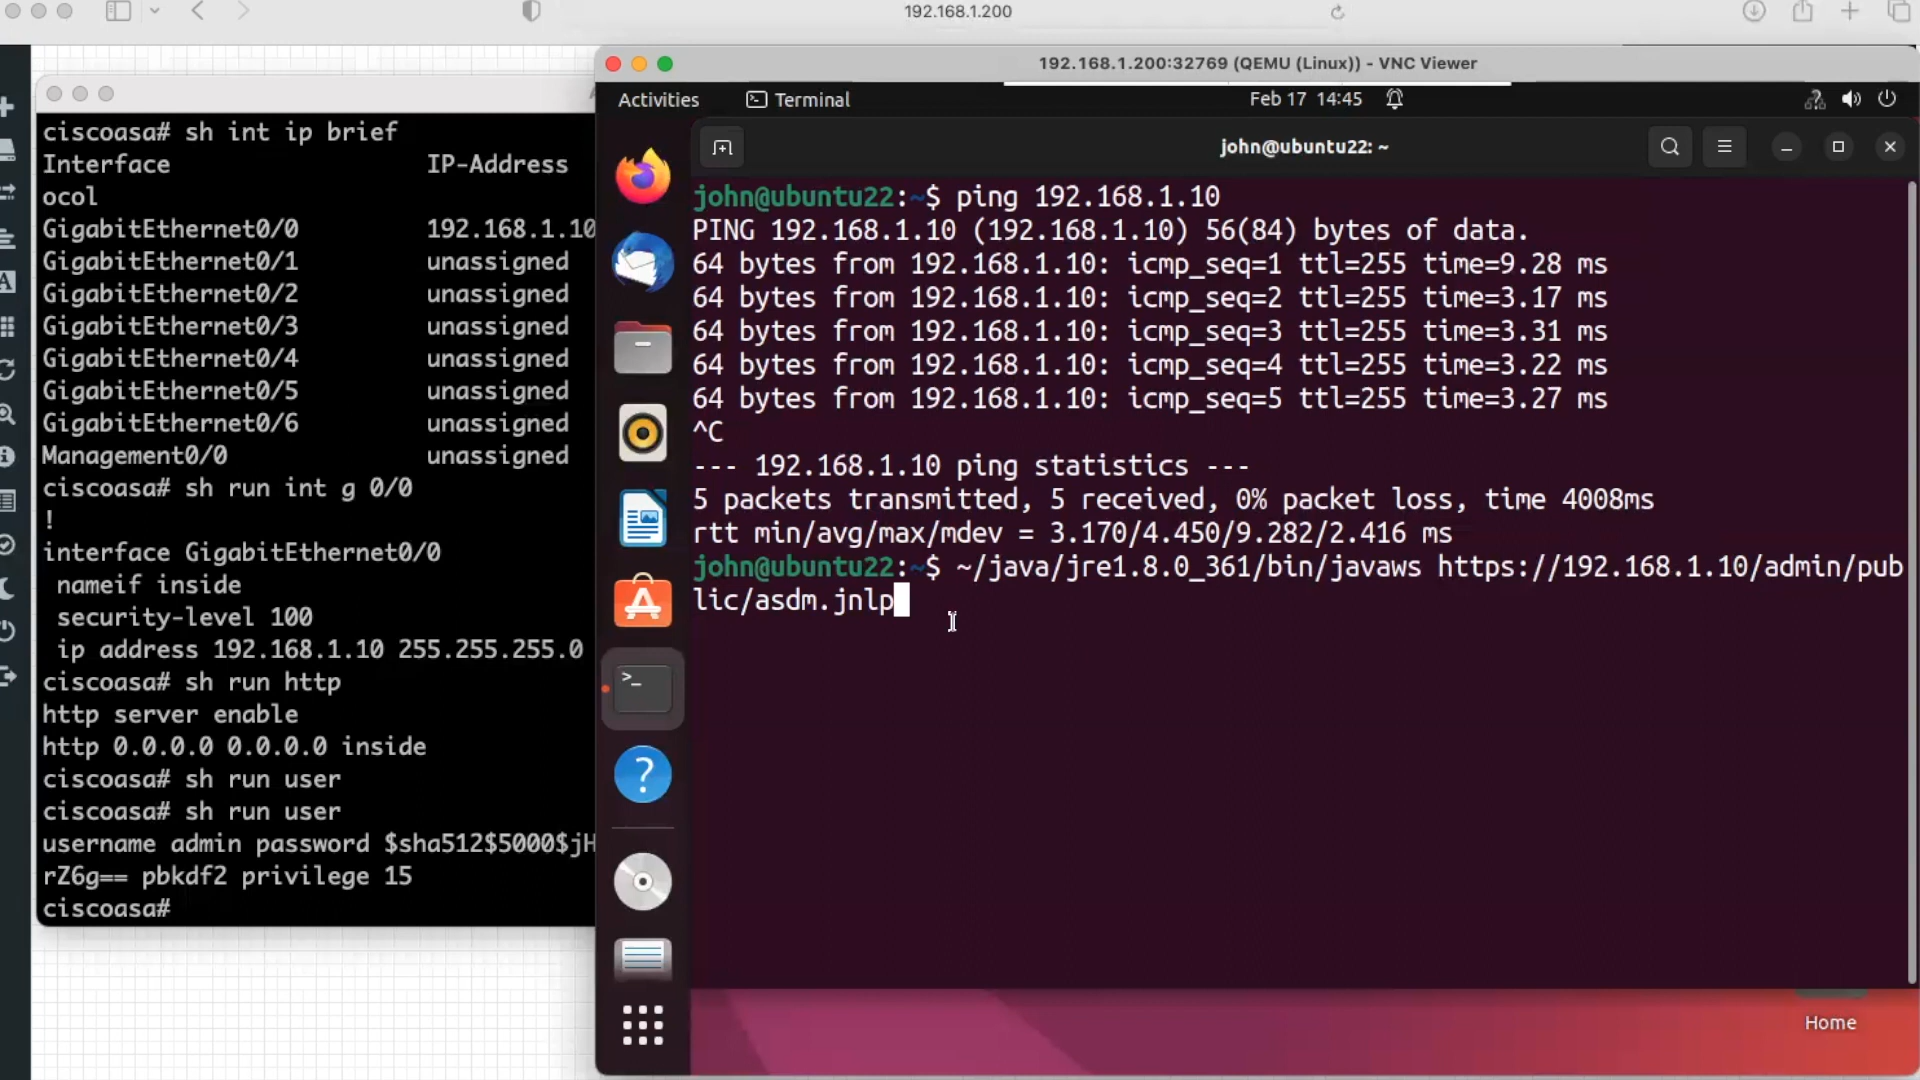 192.168.1.200
192.168.1.200:32769 (QEMU (Linux)) - VNC Viewer
ciscoasa# sh int ip brief
Interface IP-Address
ocol
GigabitEthernet0/0 192.168.1.10
GigabitEthernet0/1 unassigned
GigabitEthernet0/2 unassigned
GigabitEthernet0/3 unassigned
GigabitEthernet0/4 unassigned
GigabitEthernet0/5 unassigned
GigabitEthernet0/6 unassigned
Management0/0 unassigned
ciscoasa# sh run int g 0/0
!
interface GigabitEthernet0/0
nameif inside
security-level 100
ip address 192.168.1.10 255.255.255.0
ciscoasa# sh run http
http server enable
http 0.0.0.0 0.0.0.0 inside
ciscoasa# sh run user
ciscoasa# sh run user
username admin password $sha512$5000$jH
rZ6g== pbkdf2 privilege 15
ciscoasa#
Activities Terminal Feb 17 14:45
john@ubuntu22: ~
john@ubuntu22:~$ ping 192.168.1.10
PING 192.168.1.10 (192.168.1.10) 56(84) bytes of data.
64 bytes from 192.168.1.10: icmp_seq=1 ttl=255 time=9.28 ms
64 bytes from 192.168.1.10: icmp_seq=2 ttl=255 time=3.17 ms
64 bytes from 192.168.1.10: icmp_seq=3 ttl=255 time=3.31 ms
64 bytes from 192.168.1.10: icmp_seq=4 ttl=255 time=3.22 ms
64 bytes from 192.168.1.10: icmp_seq=5 ttl=255 time=3.27 ms
^C
--- 192.168.1.10 ping statistics ---
5 packets transmitted, 5 received, 0% packet loss, time 4008ms
rtt min/avg/max/mdev = 3.170/4.450/9.282/2.416 ms
john@ubuntu22:~$ ~/java/jre1.8.0_361/bin/javaws https://192.168.1.10/admin/pub
lic/asdm.jnlp
Home